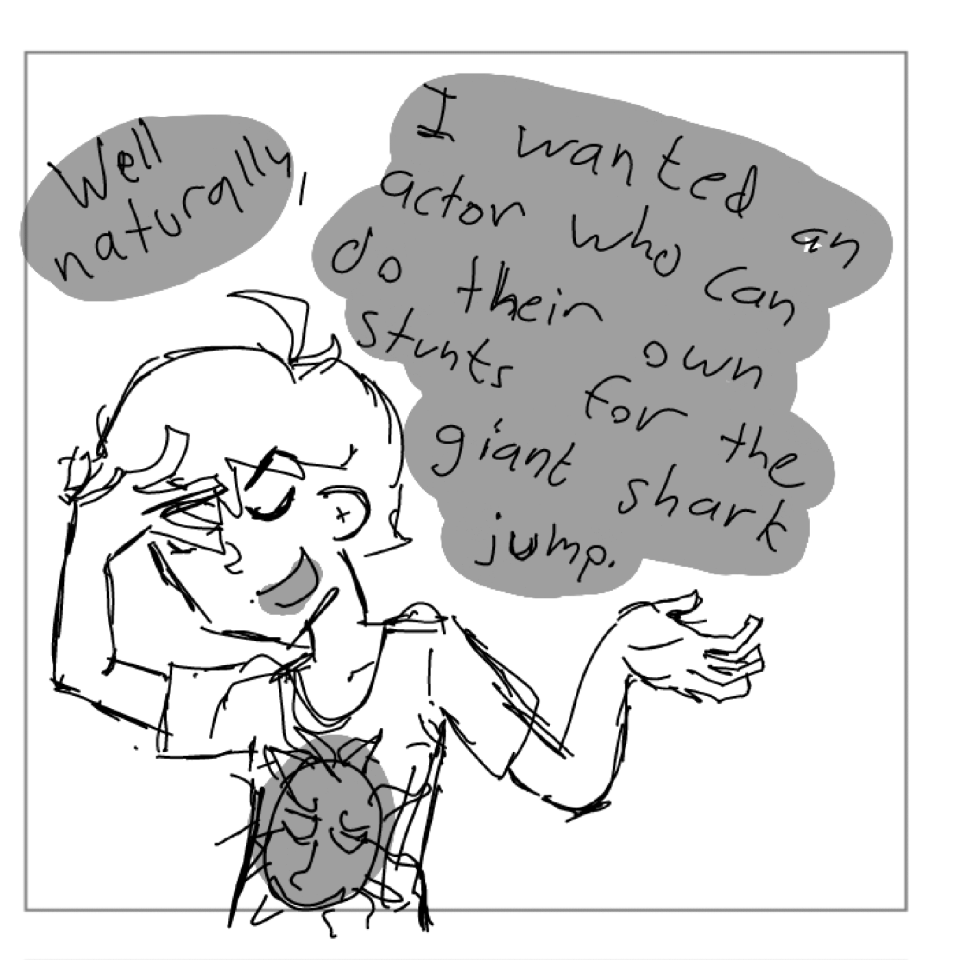 Well
naturally,
I wanted an
actor who can
do their own
stunts for the
giant shark
jump.